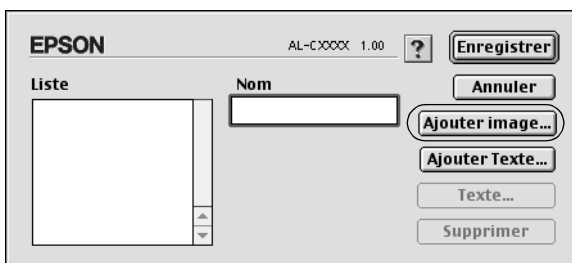 EPSON AL-CXXXX 1.00 ? Enregistrer
Liste Nom Annuler
Ajouter image...
Ajouter Texte...
Texte...
Supprimer